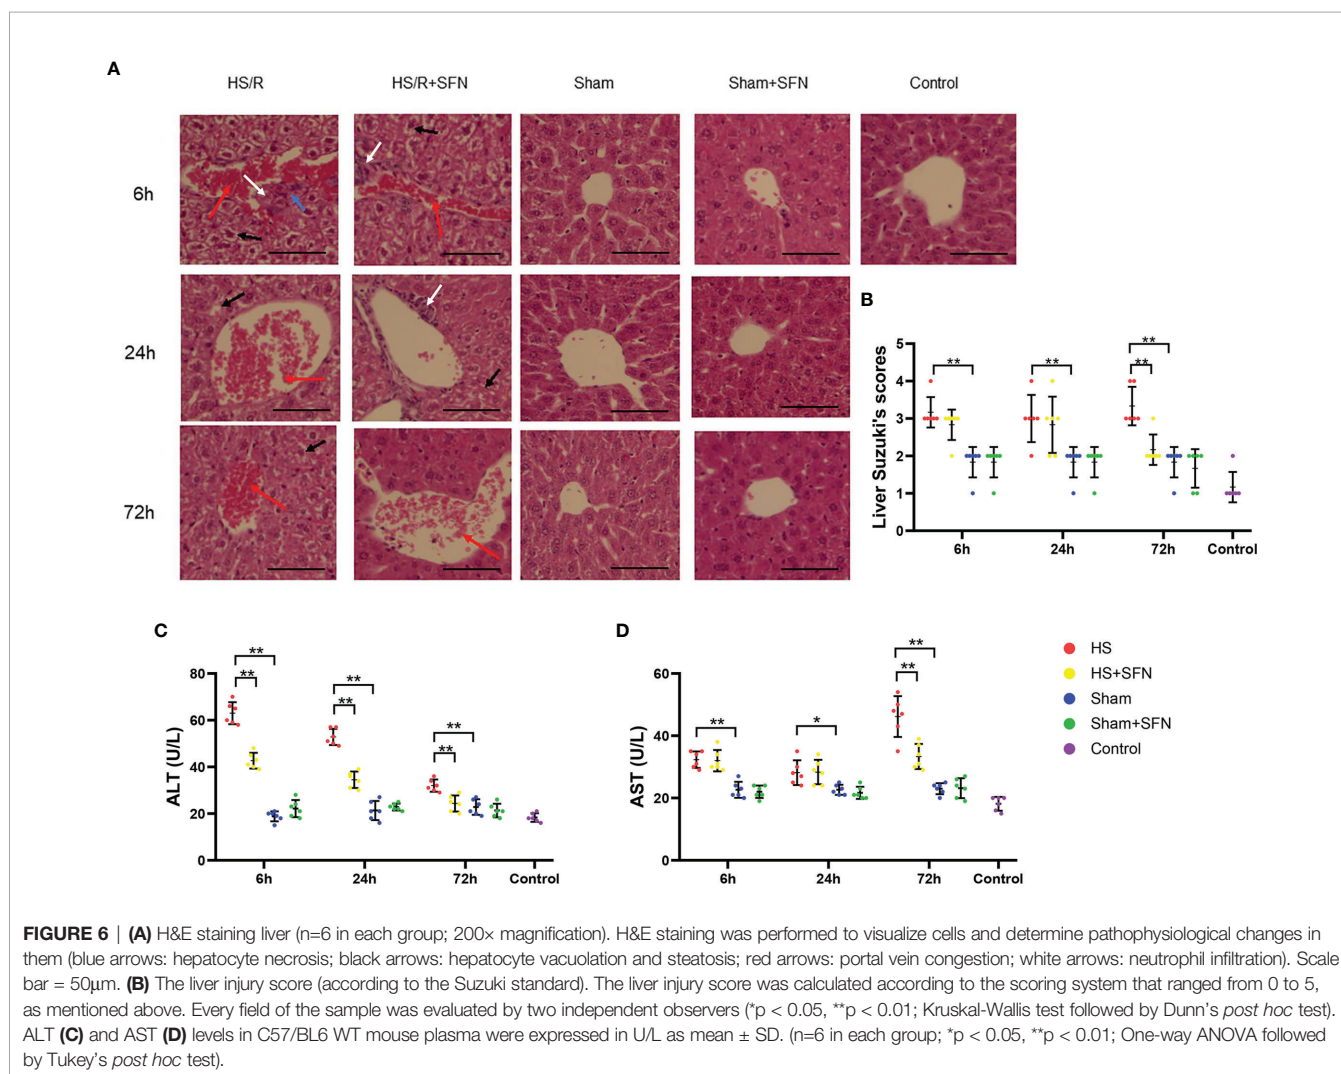 A
HS/R HS/R+SFN Sham Sham+SFN Control
6h
24h
72h
B
Liver Suzuki's scores
5
4
3
2
1
0
** ** ** **
6h 24h 72h Control
C
ALT (U/L)
80
60
40
20
0
** ** ** ** ** **
6h 24h 72h Control
D
AST (U/L)
60
40
20
0
** * ** **
6h 24h 72h Control
HS
HS+SFN
Sham
Sham+SFN
Control
FIGURE 6 | (A) H&E staining liver (n=6 in each group; 200× magnification). H&E staining was performed to visualize cells and determine pathophysiological changes in
them (blue arrows: hepatocyte necrosis; black arrows: hepatocyte vacuolation and steatosis; red arrows: portal vein congestion; white arrows: neutrophil infiltration). Scale
bar = 50μm. (B) The liver injury score (according to the Suzuki standard). The liver injury score was calculated according to the scoring system that ranged from 0 to 5,
as mentioned above. Every field of the sample was evaluated by two independent observers (*p < 0.05, **p < 0.01; Kruskal-Wallis test followed by Dunn's post hoc test).
ALT (C) and AST (D) levels in C57/BL6 WT mouse plasma were expressed in U/L as mean ± SD. (n=6 in each group; *p < 0.05, **p < 0.01; One-way ANOVA followed
by Tukey's post hoc test).